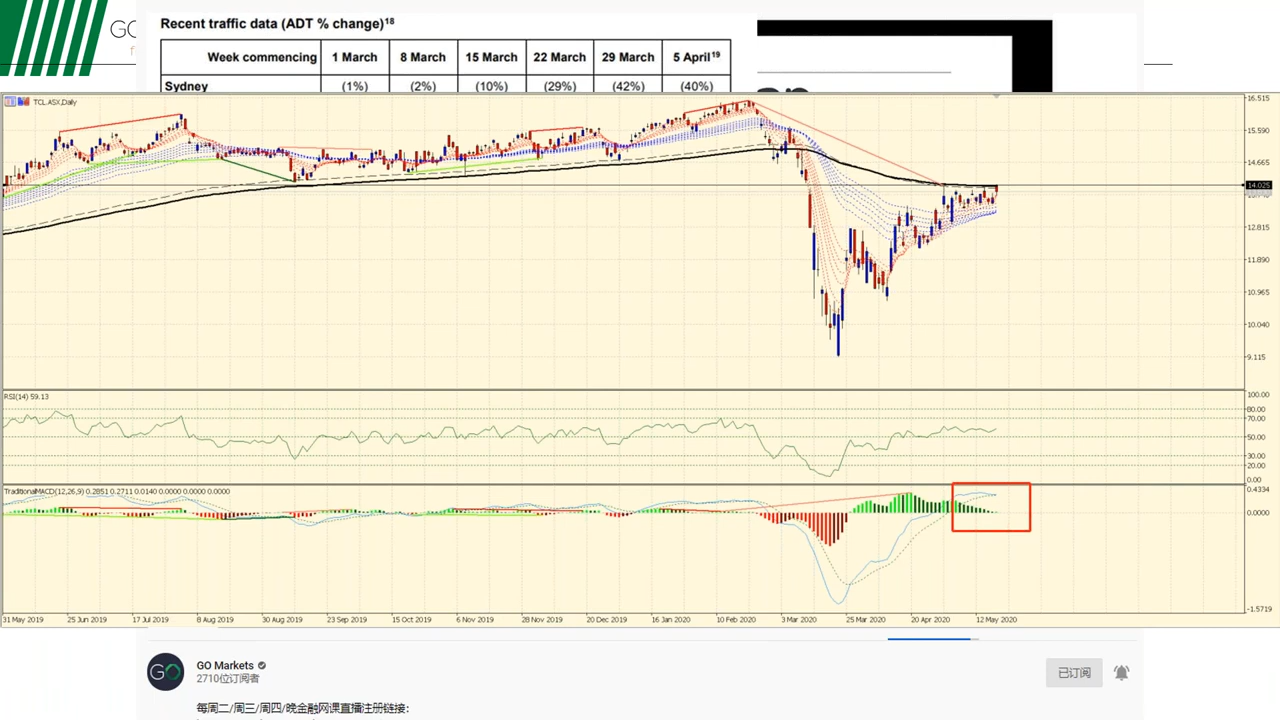 GO
Recent traffic data (ADT % change)18
Week commencing 1 March 8 March 15 March 22 March 29 March 5 April19
Sydney (1%) (2%) (10%) (29%) (42%) (40%)
TCL.ASX,Daily
16.515
15.590
14.665
14.025
12.815
11.890
10.965
10.040
9.115
RSI(14) 59.13
100.00
80.00
70.00
50.00
30.00
20.00
0.00
TraditionalMACD(12,26,9) 0.2851 0.2711 0.0140 0.0000 0.0000 0.0000
0.4334
0.0000
-1.5719
31 May 2019 25 Jun 2019 17 Jul 2019 8 Aug 2019 30 Aug 2019 23 Sep 2019 15 Oct 2019 6 Nov 2019 28 Nov 2019 20 Dec 2019 16 Jan 2020 10 Feb 2020 3 Mar 2020 25 Mar 2020 20 Apr 2020 12 May 2020
GO
GO Markets
2710位订阅者
已订阅
每周二/周三/周四/晚金融网课直播注册链接: